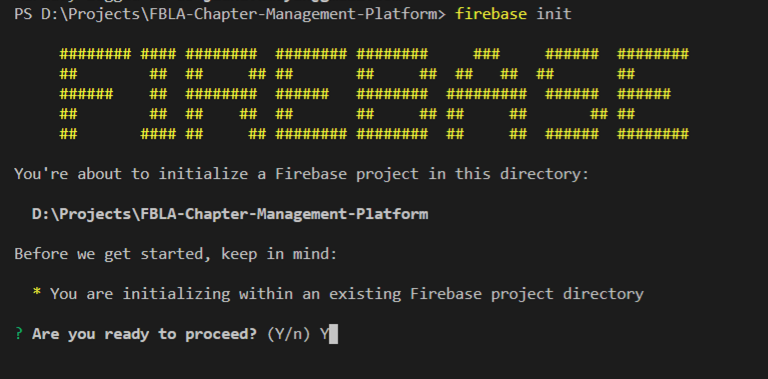 PS D:\Projects\FBLA-Chapter-Management-Platform> firebase init
FIREBASE
You're about to initialize a Firebase project in this directory:
D:\Projects\FBLA-Chapter-Management-Platform
Before we get started, keep in mind:
* You are initializing within an existing Firebase project directory
? Are you ready to proceed? (Y/n) Y